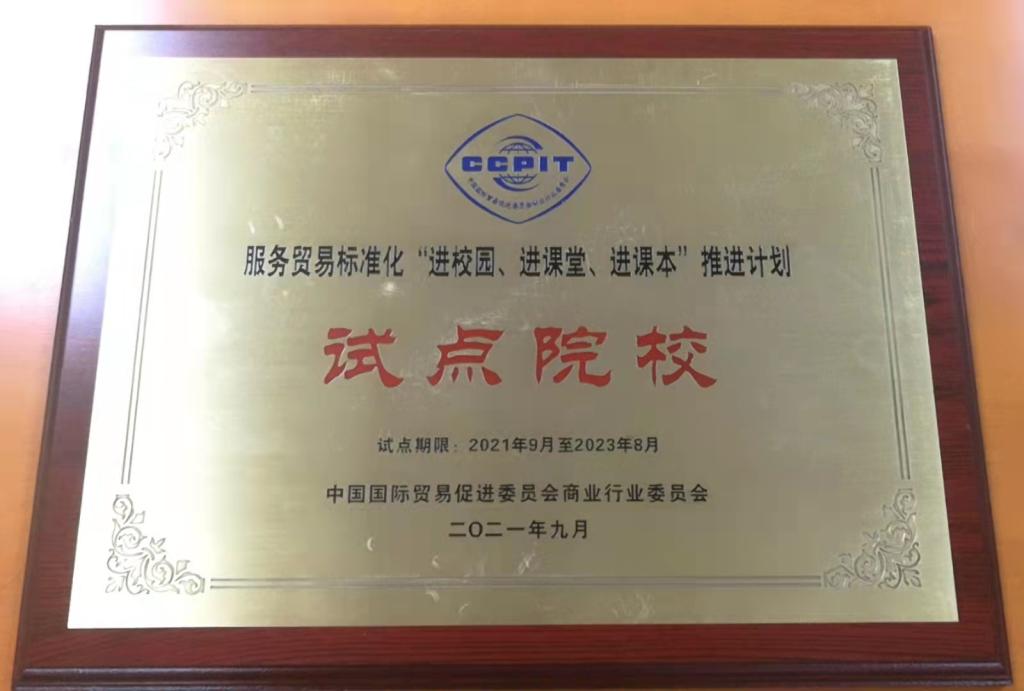 CCPIT
服务贸易标准化“进校园、进课堂、进课本”推进计划
试点院校
试点期限：2021年9月至2023年8月
中国国际贸易促进委员会商业行业委员会
二〇二一年九月